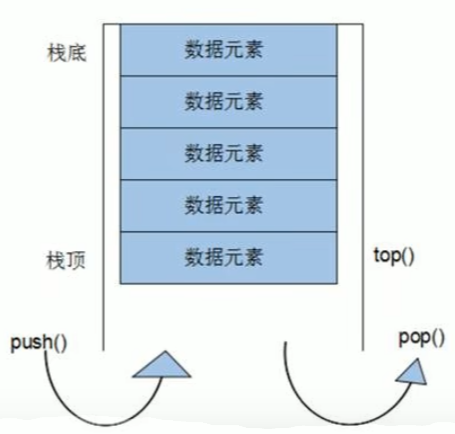 栈底
数据元素
数据元素
数据元素
数据元素
栈顶
数据元素
top()
push()
pop()